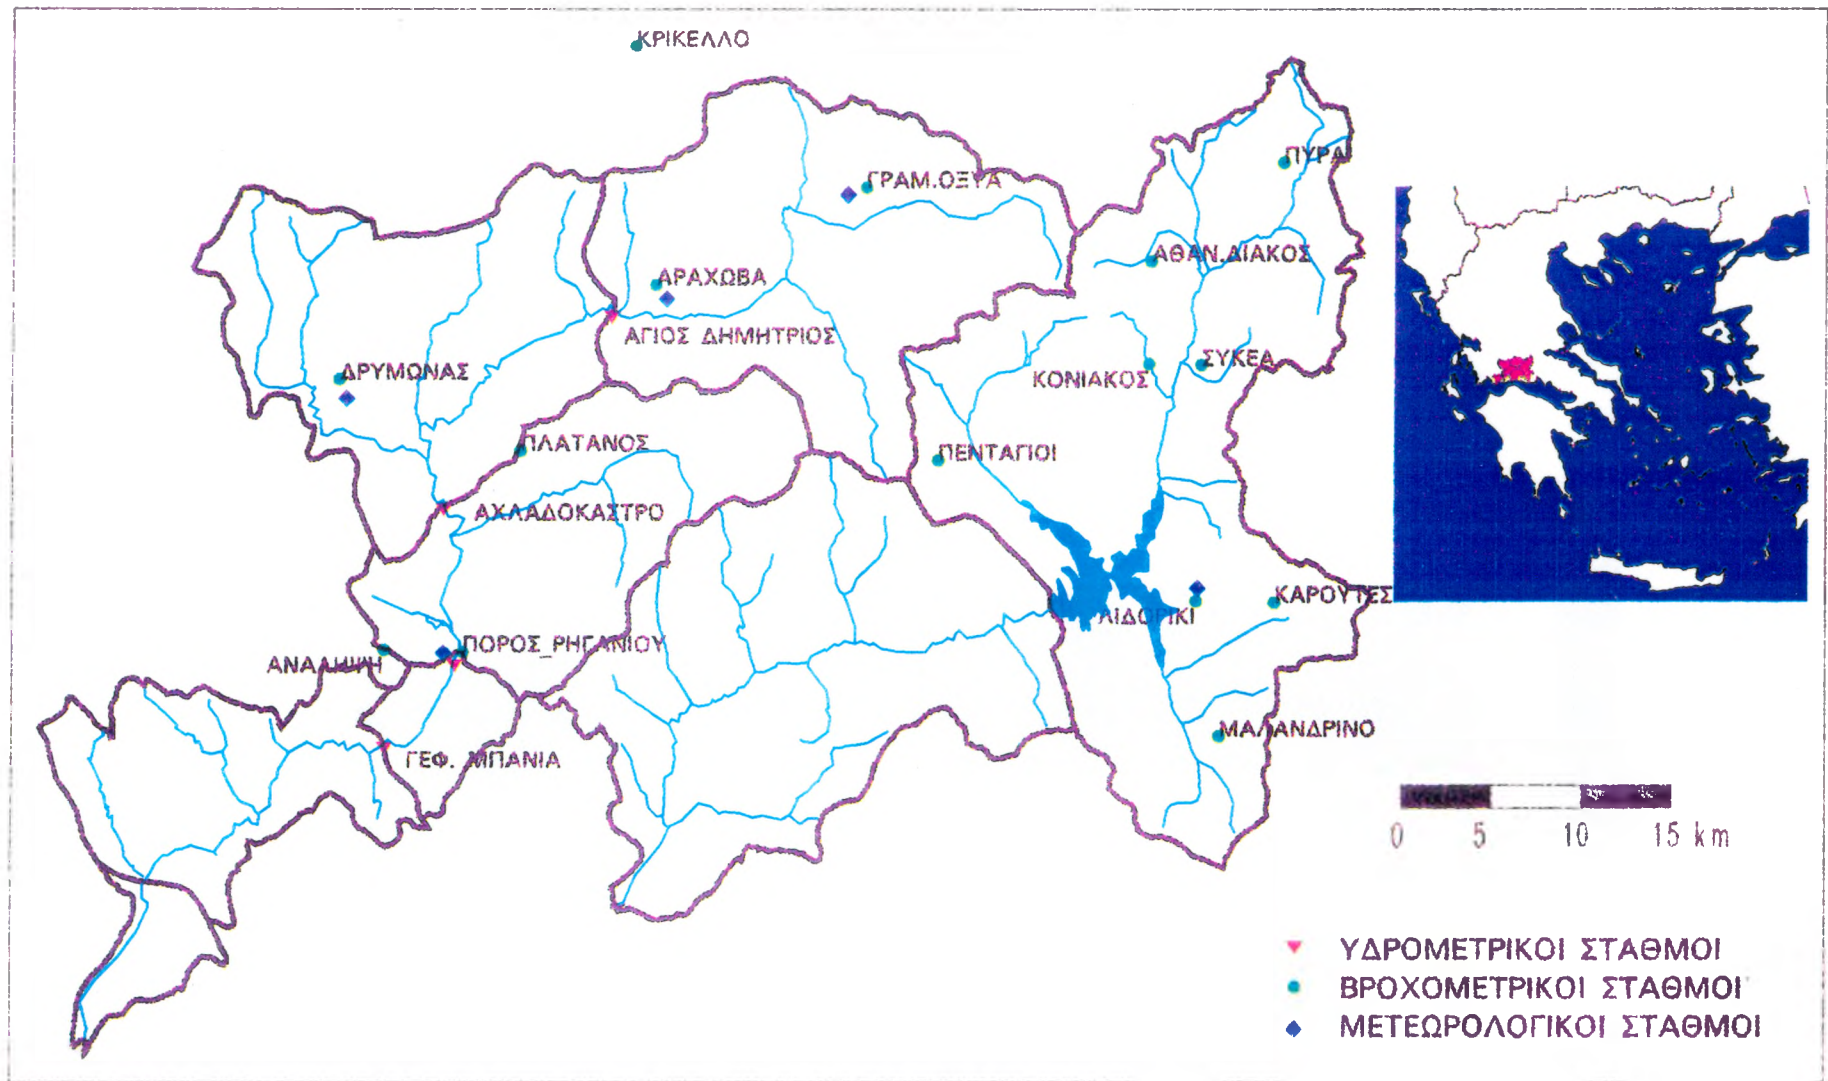 ΚΡΙΚΕΛΛΟ
ΠΥΡΑ
ΓΡΑΜ.ΟΞΥΑ
ΑΘΑΝ.ΔΙΑΚΟΣ
ΑΡΑΧΩΒΑ
ΑΓΙΟΣ ΔΗΜΗΤΡΙΟΣ
ΣΥΚΕΑ
ΔΡΥΜΩΝΑΣ
ΚΟΝΙΑΚΟΣ
ΠΛΑΤΑΝΟΣ
ΠΕΝΤΑΓΙΟΙ
ΑΧΛΑΔΟΚΑΣΤΡΟ
ΚΑΡΟΥΤΕΣ
ΛΙΔΟΡΙΚΙ
ΠΟΡΟΣ_ΡΗΓΑΝΙΟΥ
ΑΝΑΛΗΨΗ
ΜΑΛΑΝΔΡΙΝΟ
ΓΕΦ. ΜΠΑΝΙΑ
0 5 10 15 km
ΥΔΡΟΜΕΤΡΙΚΟΙ ΣΤΑΘΜΟΙ
ΒΡΟΧΟΜΕΤΡΙΚΟΙ ΣΤΑΘΜΟΙ
ΜΕΤΕΩΡΟΛΟΓΙΚΟΙ ΣΤΑΘΜΟΙ